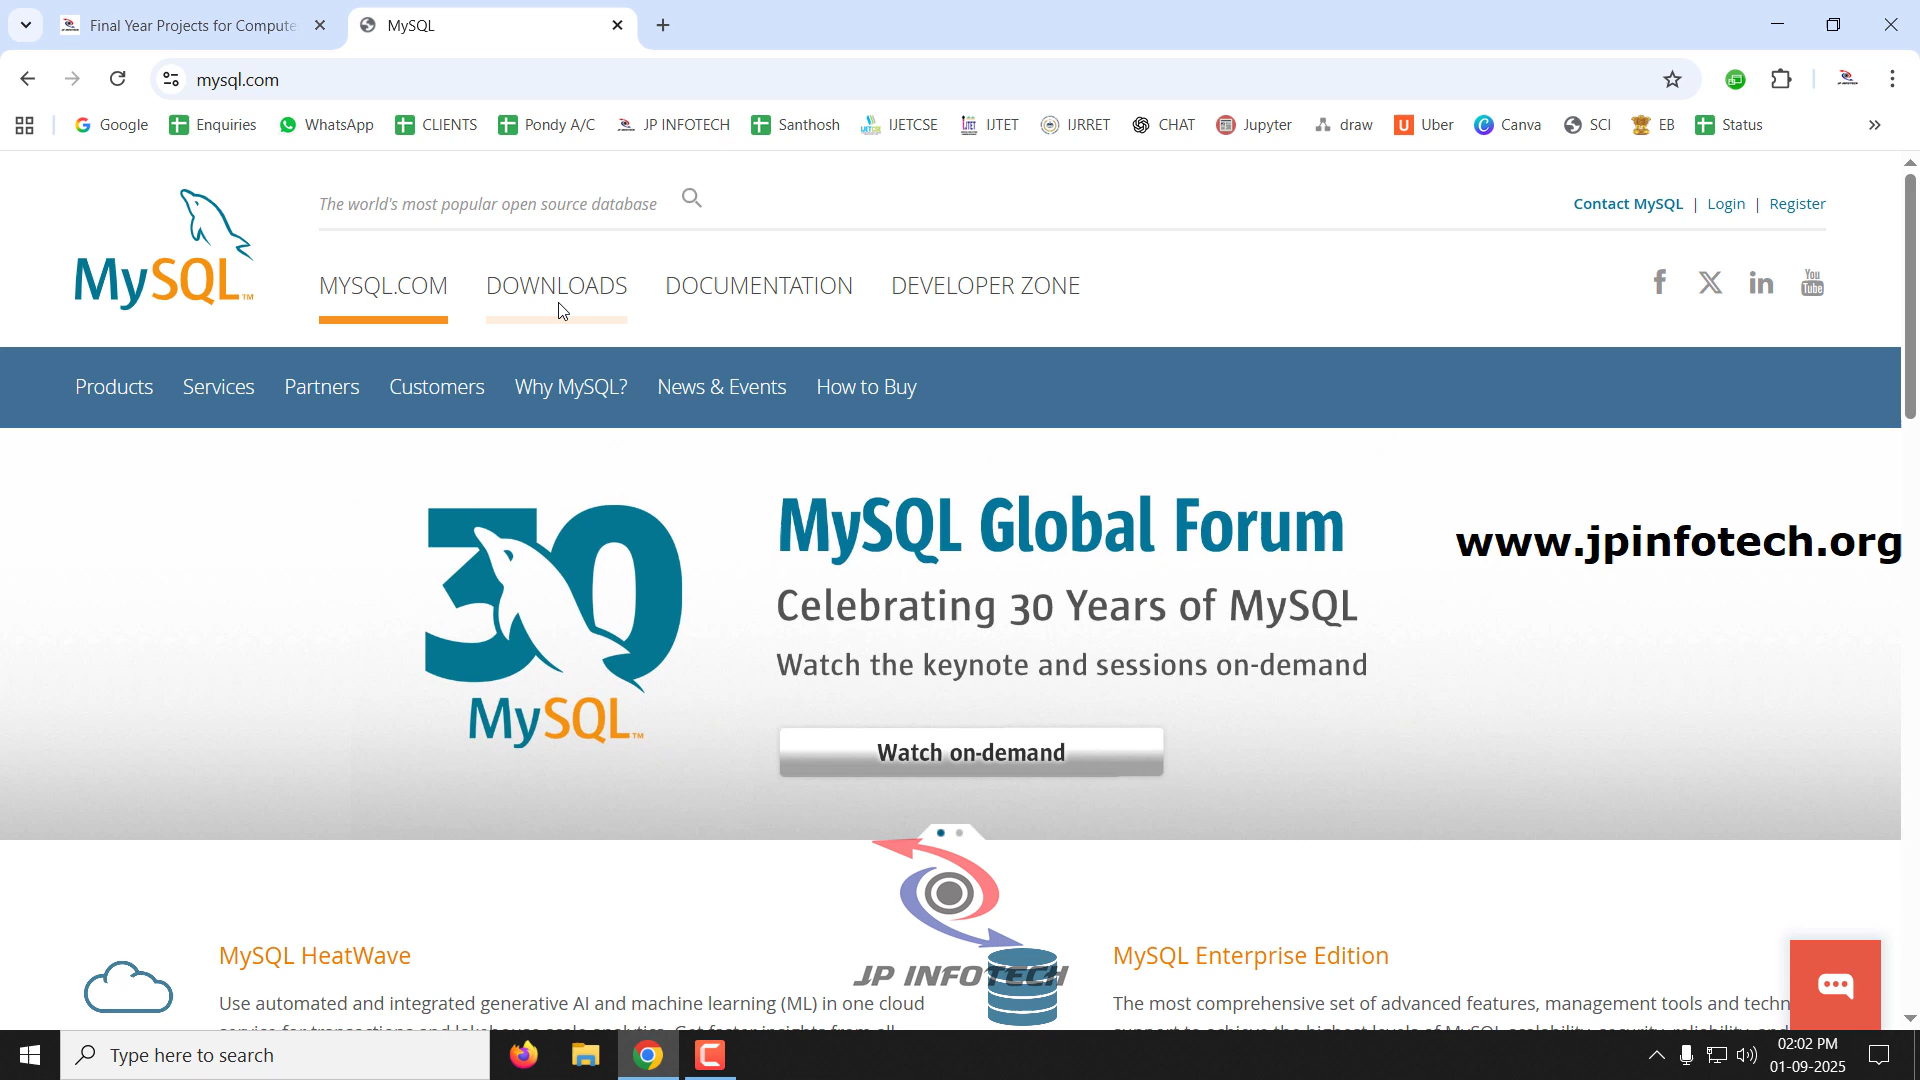 Final Year Projects for Compute
MySQL
mysql.com
Google Enquiries WhatsApp CLIENTS Pondy A/C JP INFOTECH Santhosh IJETCSE IJTET IJRRET CHAT Jupyter draw Uber Canva SCI EB Status
The world's most popular open source database
Contact MySQL | Login | Register
MySQL™
MYSQL.COM DOWNLOADS DOCUMENTATION DEVELOPER ZONE
You Tube
Products Services Partners Customers Why MySQL? News & Events How to Buy
30
MySQL™
MySQL Global Forum
Celebrating 30 Years of MySQL
Watch the keynote and sessions on-demand
Watch on-demand
www.jpinfotech.org
JP INFOTECH
MySQL HeatWave
Use automated and integrated generative AI and machine learning (ML) in one cloud
MySQL Enterprise Edition
The most comprehensive set of advanced features, management tools and techn
Type here to search
02:02 PM
01-09-2025